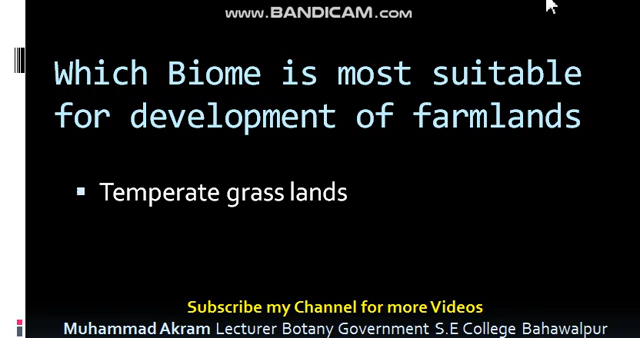 www.BANDICAM.com
Which Biome is most suitable
for development of farmlands
Temperate grass lands
Subscribe my Channel for more Videos
Muhammad Akram Lecturer Botany Government S.E College Bahawalpur